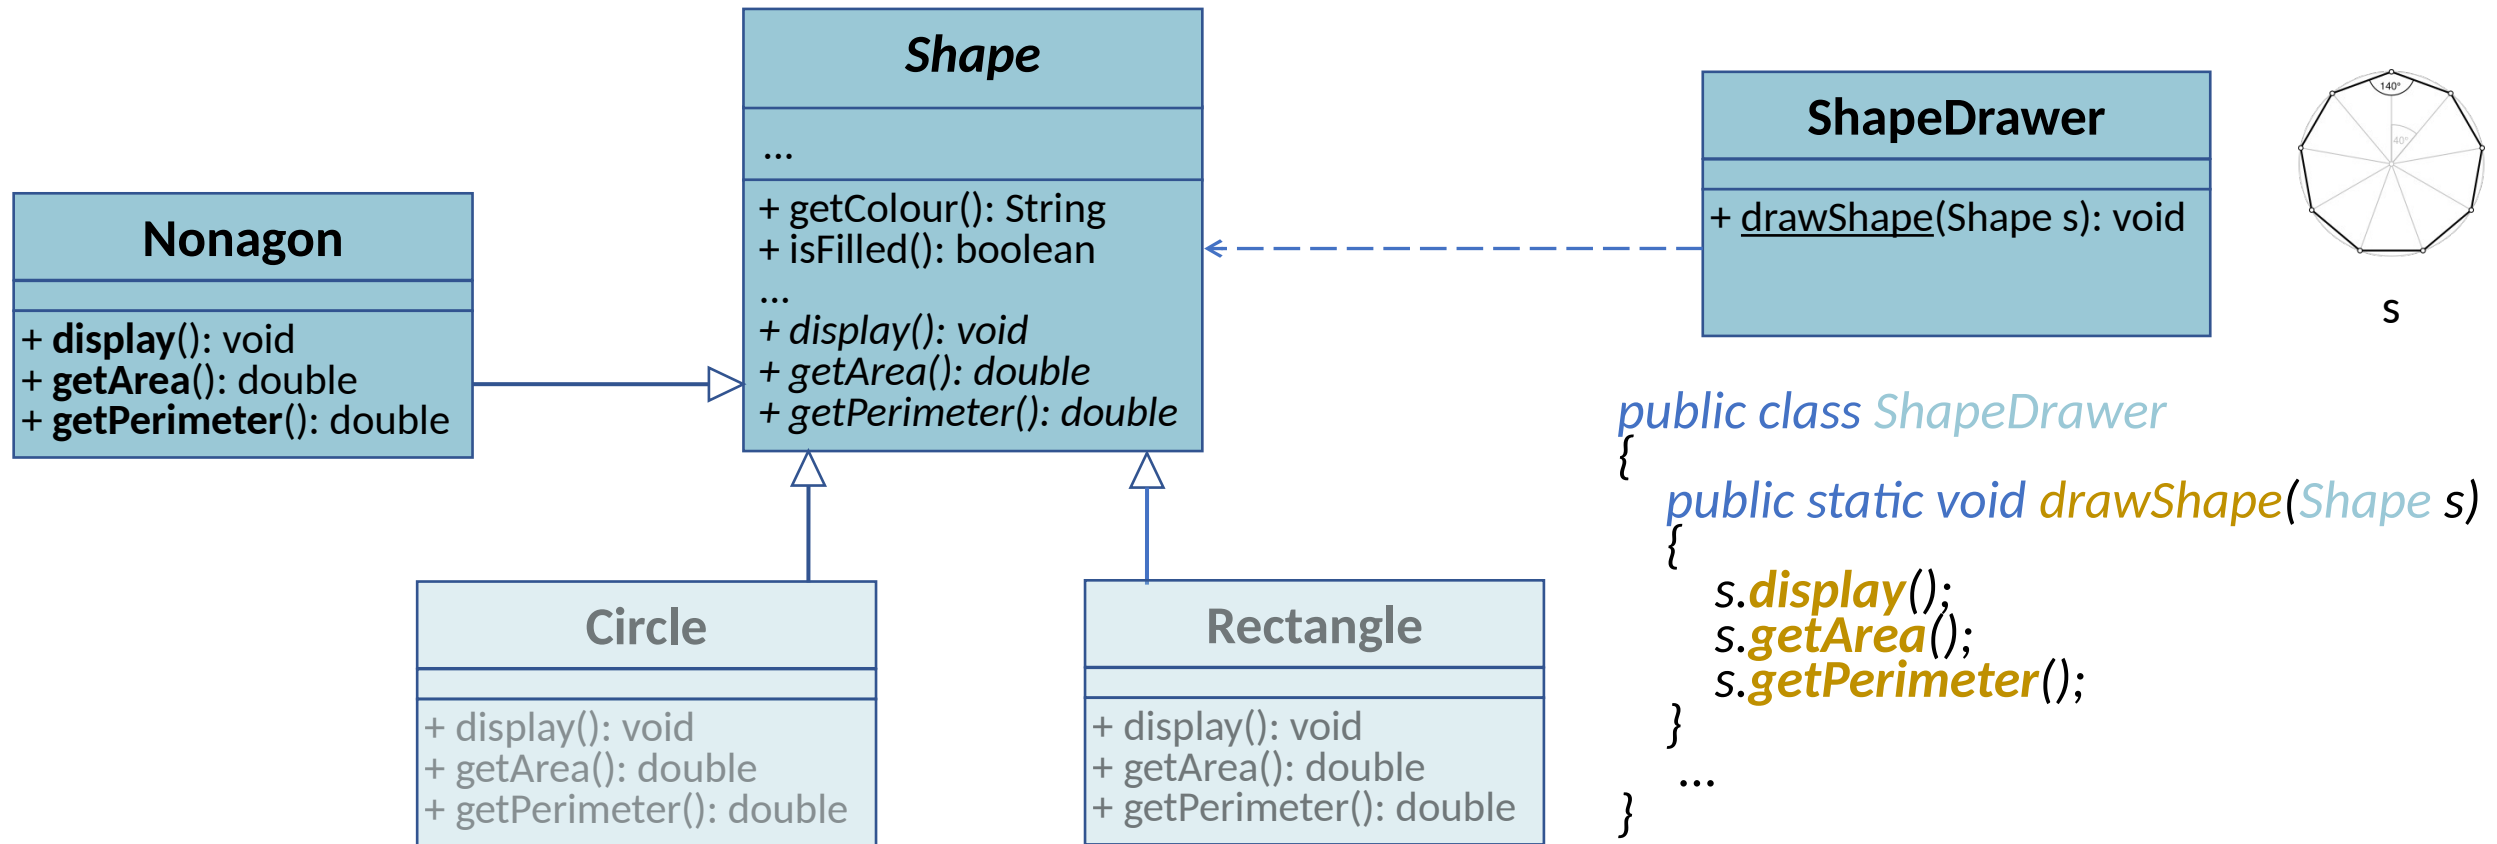 Shape
...
+ getColour(): String
+ isFilled(): boolean
...
+ display(): void
+ getArea(): double
+ getPerimeter(): double
Nonagon
+ display(): void
+ getArea(): double
+ getPerimeter(): double
ShapeDrawer
+ drawShape(Shape s): void
140°
40°
s
Circle
+ display(): void
+ getArea(): double
+ getPerimeter(): double
Rectangle
+ display(): void
+ getArea(): double
+ getPerimeter(): double
public class ShapeDrawer
{
public static void drawShape(Shape s)
{
s.display();
s.getArea();
s.getPerimeter();
}
...
}